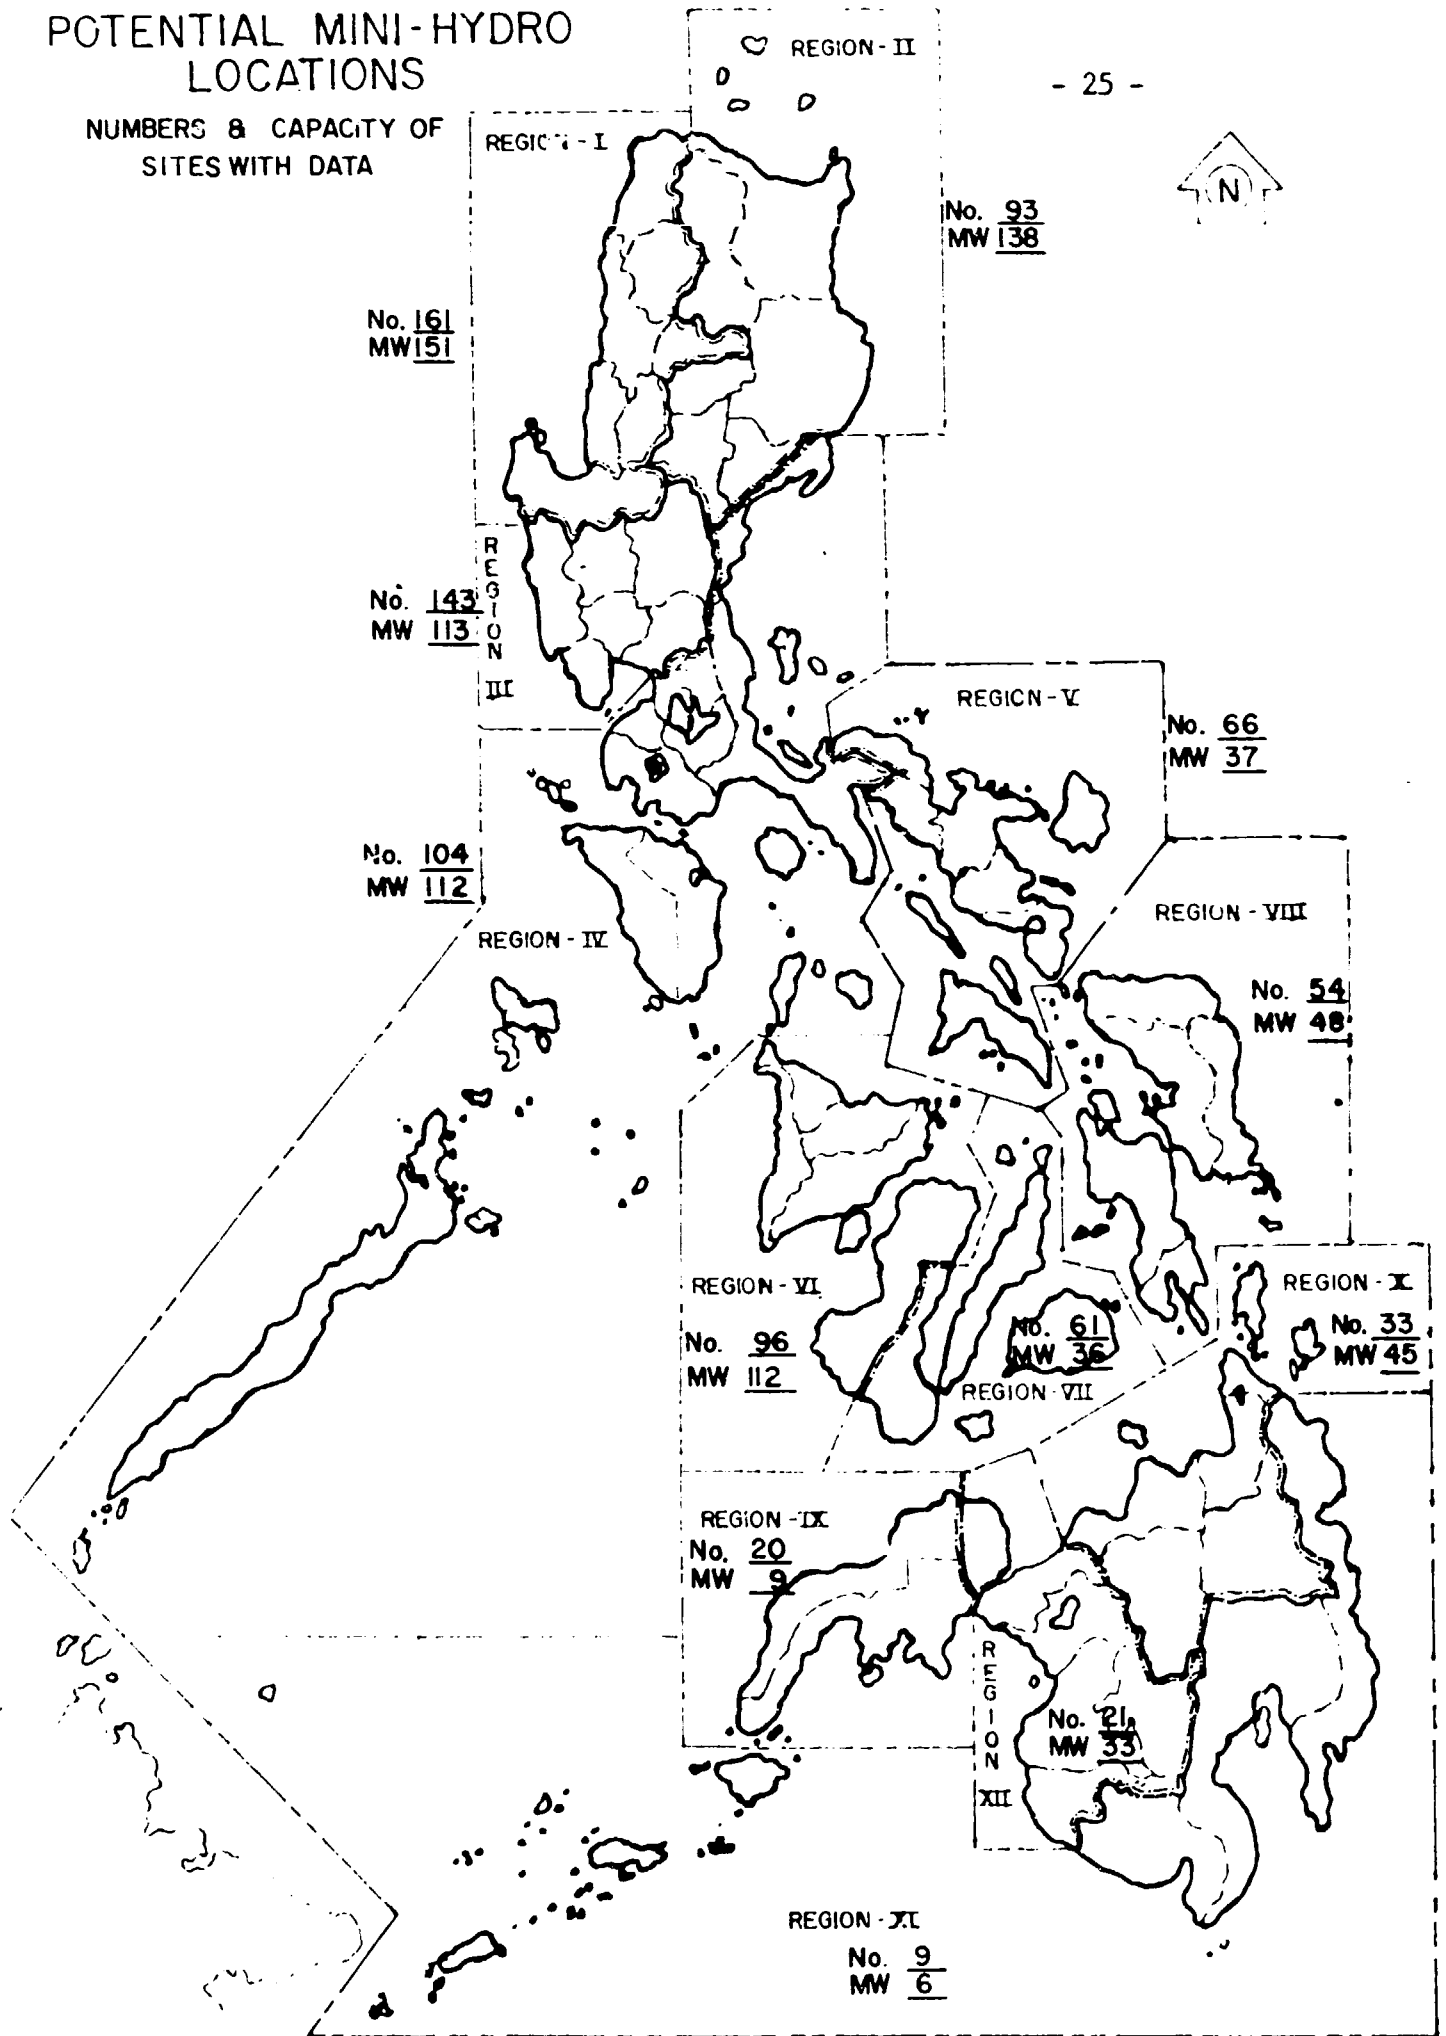 POTENTIAL MINI-HYDRO
LOCATIONS
NUMBERS & CAPACITY OF
SITES WITH DATA
- 25 -
N
REGION - II
No. 93
MW 138
REGION - I
No. 161
MW 151
REGION III
No. 143
MW 113
REGION - V
No. 66
MW 37
No. 104
MW 112
REGION - IV
REGION - VIII
No. 54
MW 48
REGION - VI
No. 96
MW 112
No. 61
MW 36
REGION - VII
REGION - X
No. 33
MW 45
REGION - IX
No. 20
MW 9
REGION XII
No. 21
MW 33
REGION - XI
No. 9
MW 6